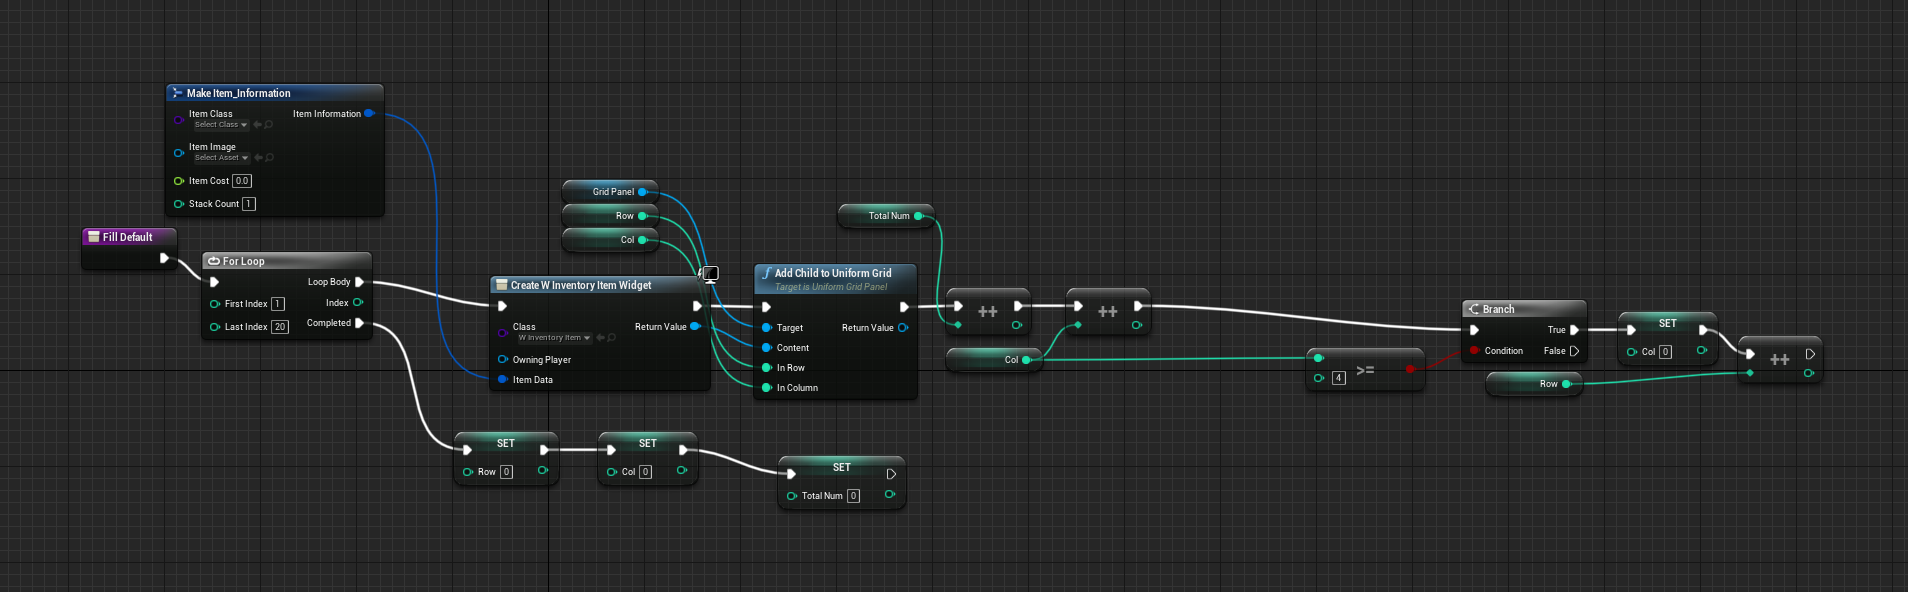 Make Item_Information
Item Class
Select Class
Item Information
Item Image
Select Asset
Item Cost 0.0
Stack Count 1
Fill Default
For Loop
Loop Body
First Index 1
Index
Last Index 20
Completed
Grid Panel
Row
Col
Create W Inventory Item Widget
Class
W Inventory Item
Return Value
Owning Player
Item Data
Add Child to Uniform Grid
Target is Uniform Grid Panel
Target
Return Value
Content
In Row
In Column
Total Num
++
++
Col
4
>=
Branch
True
Condition
False
Row
SET
Col 0
++
SET
Row 0
SET
Col 0
SET
Total Num 0